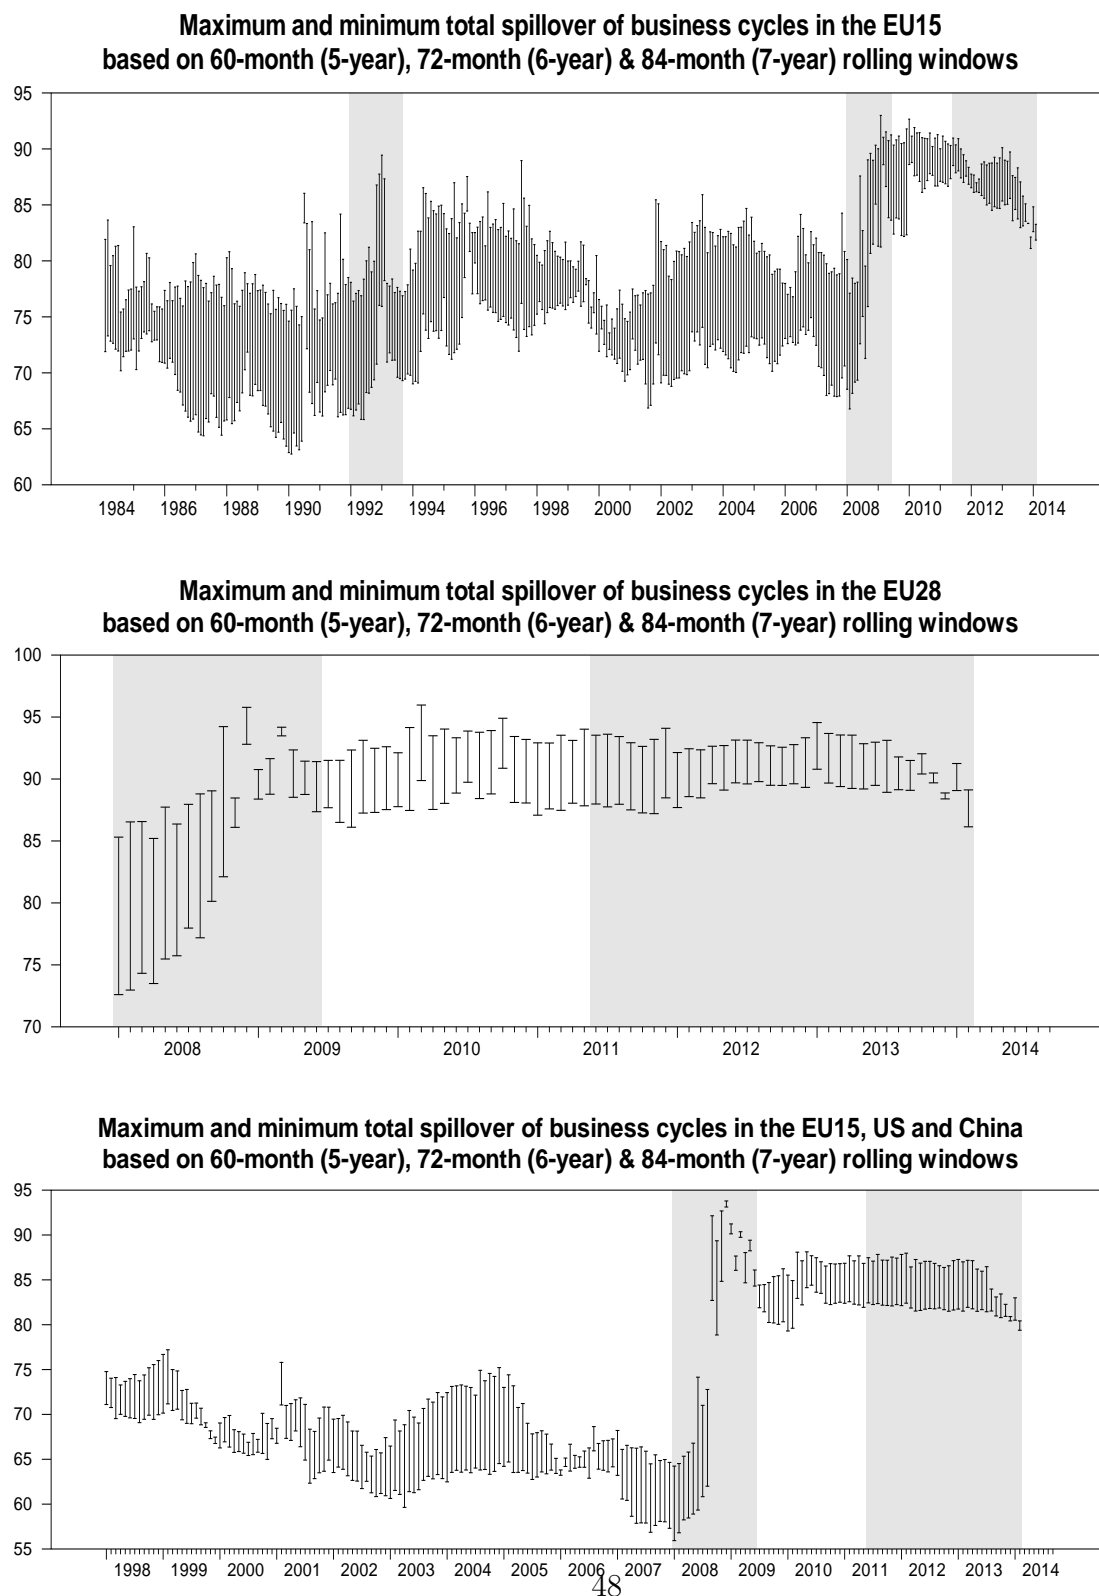 Maximum and minimum total spillover of business cycles in the EU15
based on 60-month (5-year), 72-month (6-year) & 84-month (7-year) rolling windows
95
90
85
80
75
70
65
60
1984 1986 1988 1990 1992 1994 1996 1998 2000 2002 2004 2006 2008 2010 2012 2014
Maximum and minimum total spillover of business cycles in the EU28
based on 60-month (5-year), 72-month (6-year) & 84-month (7-year) rolling windows
100
95
90
85
80
75
70
2008 2009 2010 2011 2012 2013 2014
Maximum and minimum total spillover of business cycles in the EU15, US and China
based on 60-month (5-year), 72-month (6-year) & 84-month (7-year) rolling windows
95
90
85
80
75
70
65
60
55
1998 1999 2000 2001 2002 2003 2004 2005 2006 2007 2008 2009 2010 2011 2012 2013 2014
48